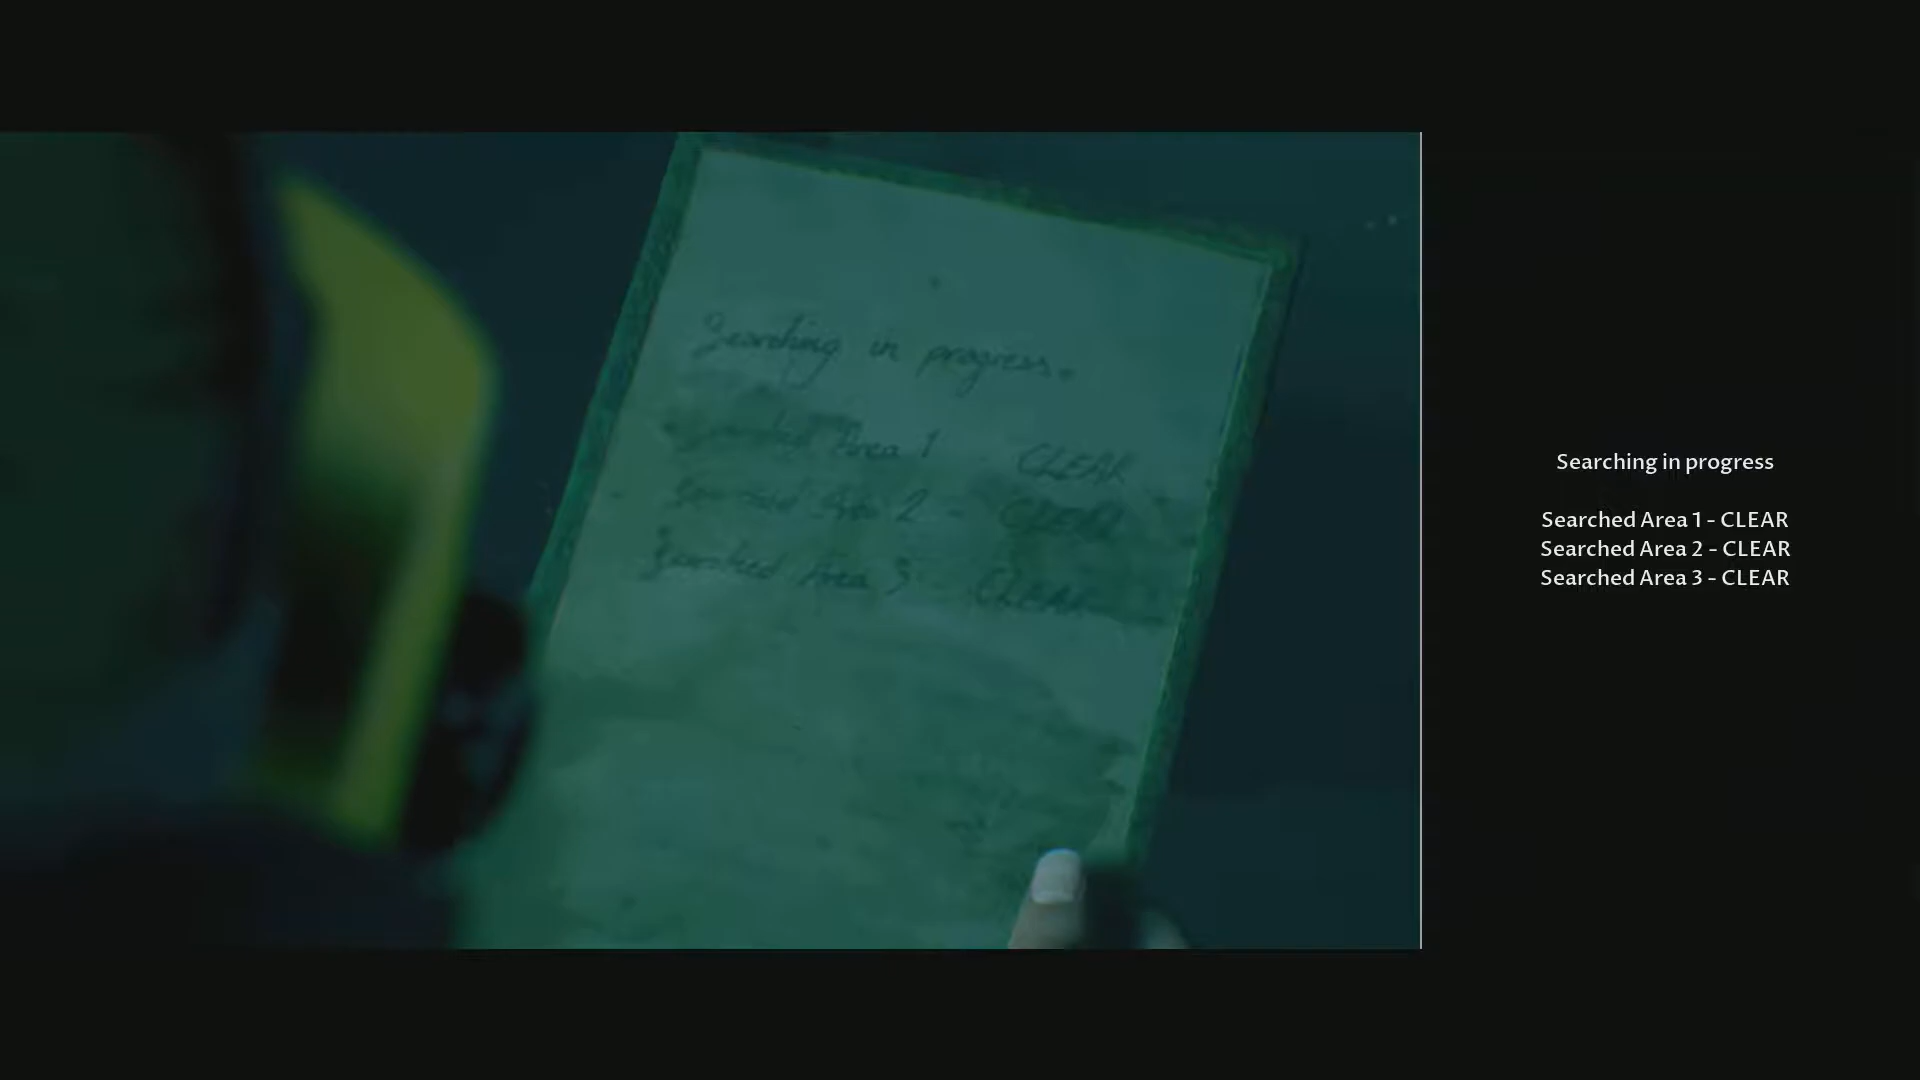 Searching in progress.
Searched Area 1 - CLEAR
Searched Area 2 - CLEAR
Searched Area 3 - CLEAR
Searching in progress
Searched Area 1 - CLEAR
Searched Area 2 - CLEAR
Searched Area 3 - CLEAR